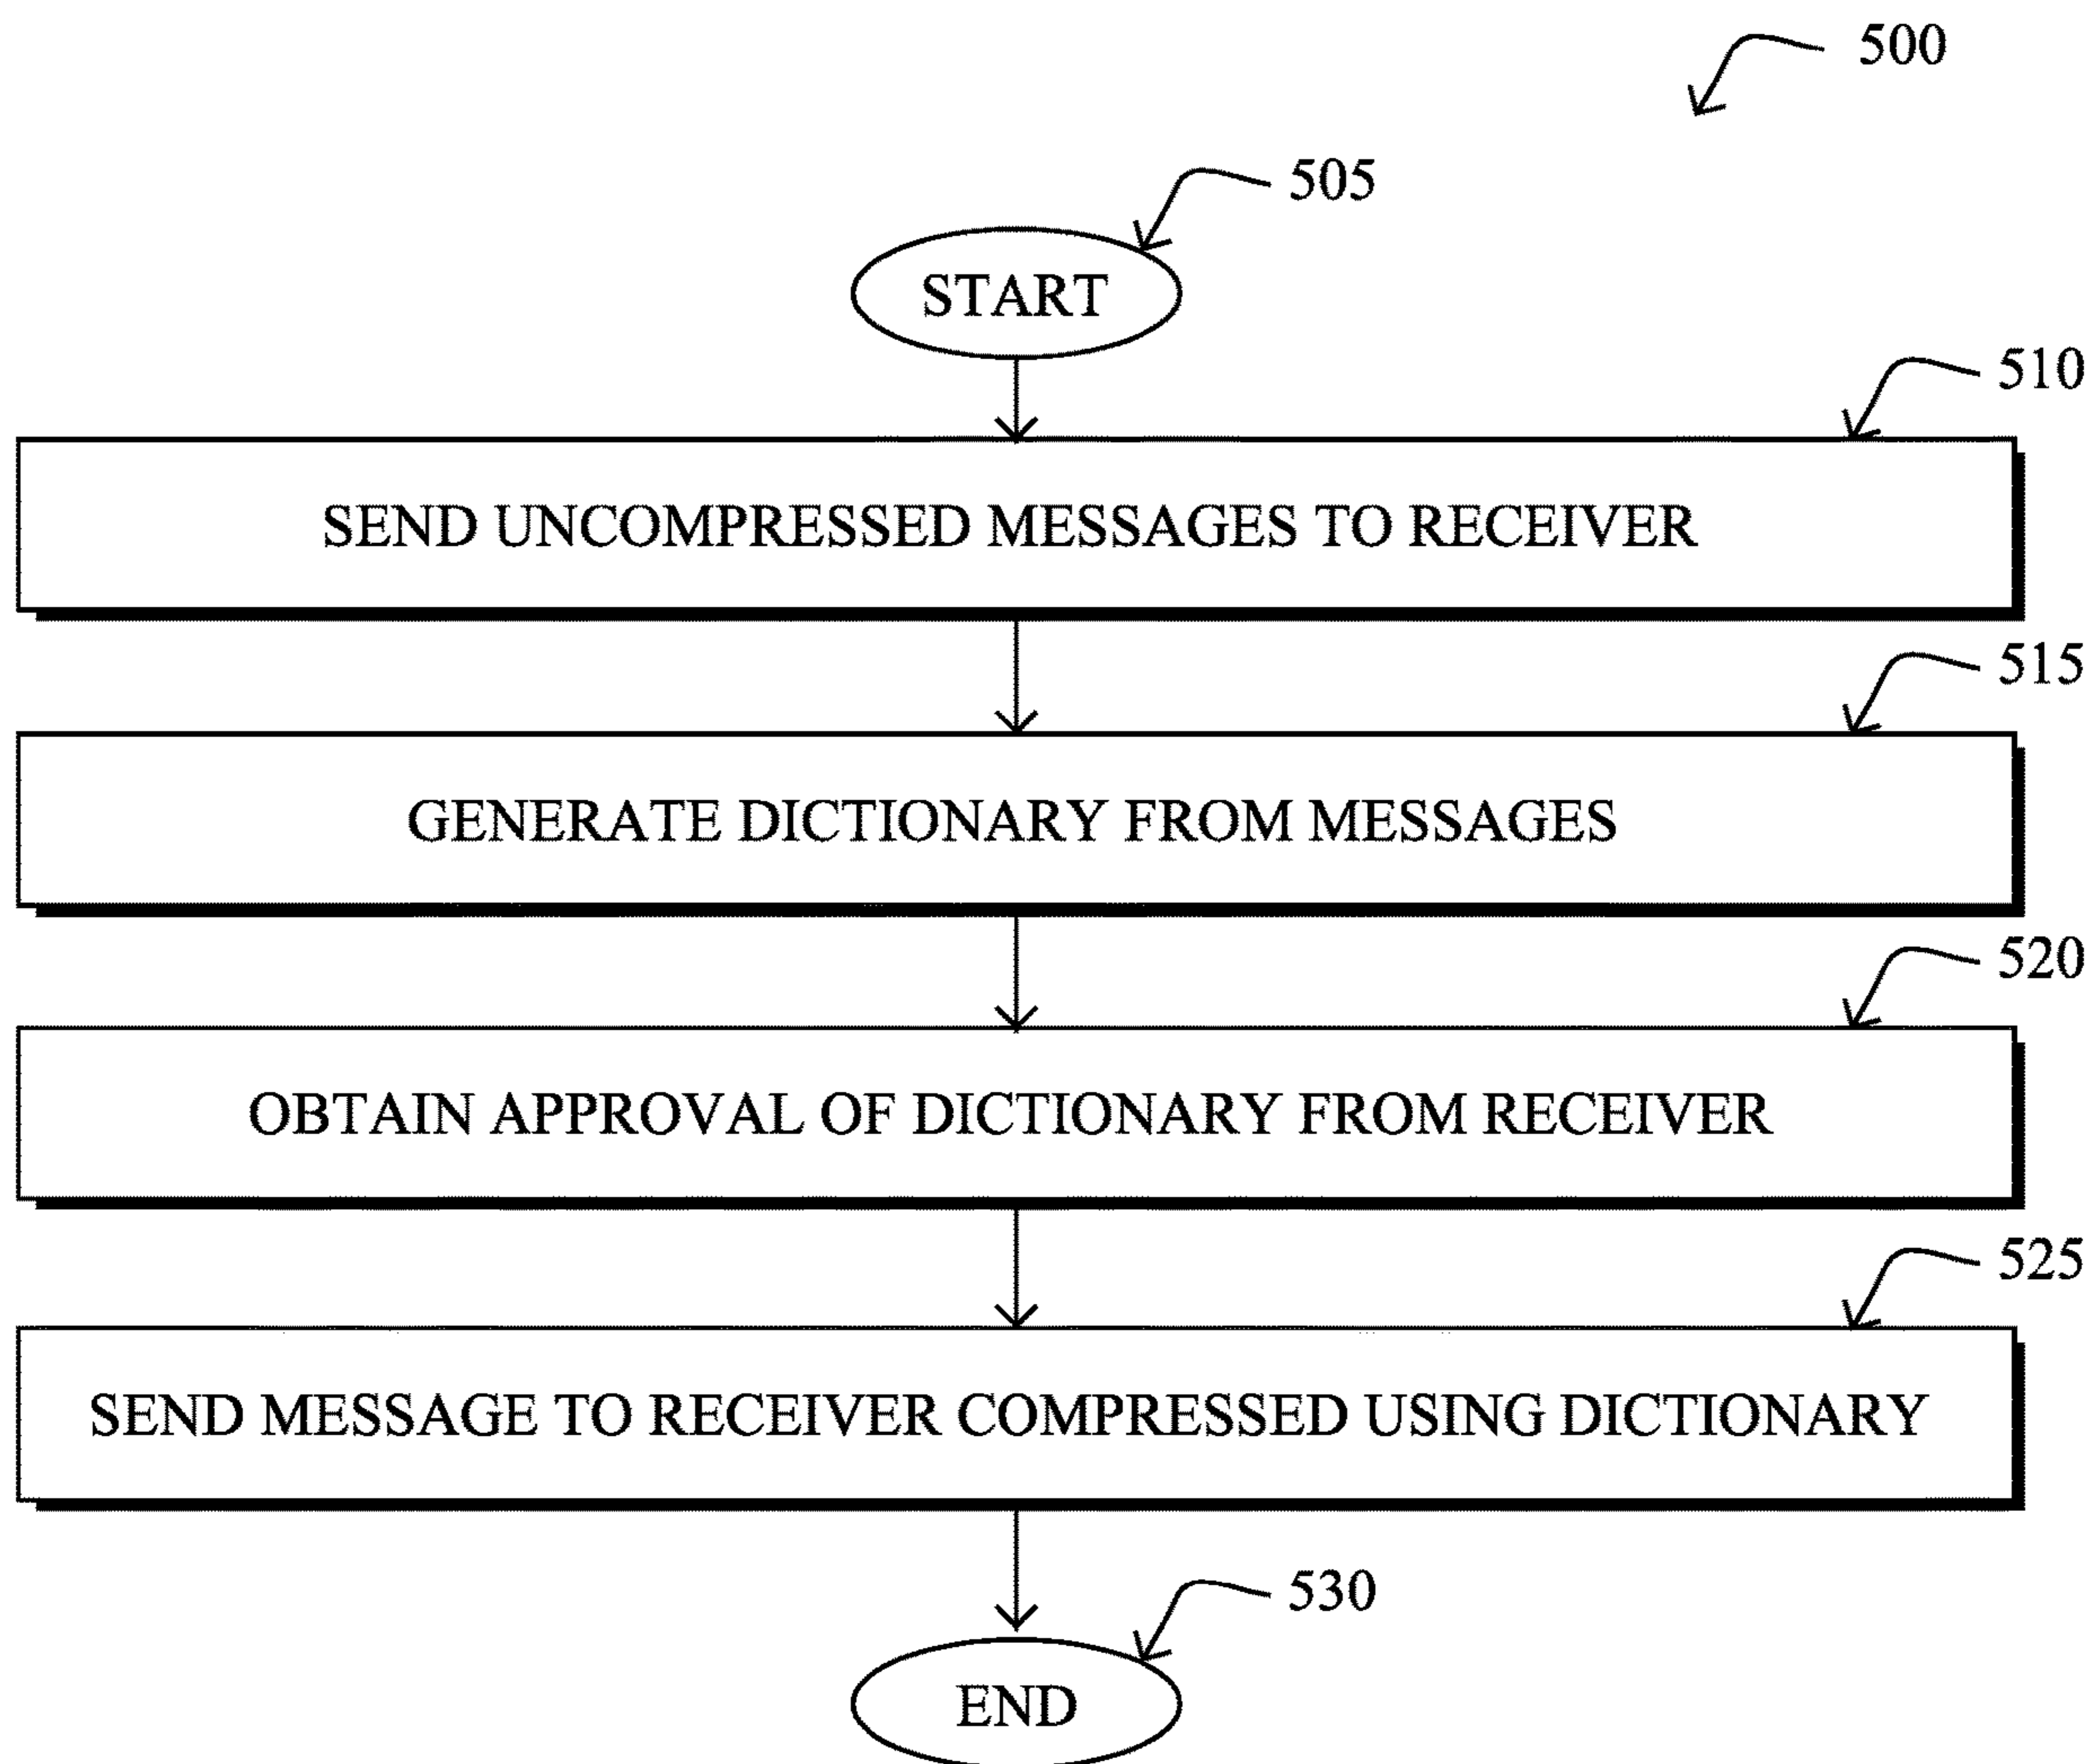 500
505
START
510
SEND UNCOMPRESSED MESSAGES TO RECEIVER
515
GENERATE DICTIONARY FROM MESSAGES
520
OBTAIN APPROVAL OF DICTIONARY FROM RECEIVER
525
SEND MESSAGE TO RECEIVER COMPRESSED USING DICTIONARY
530
END